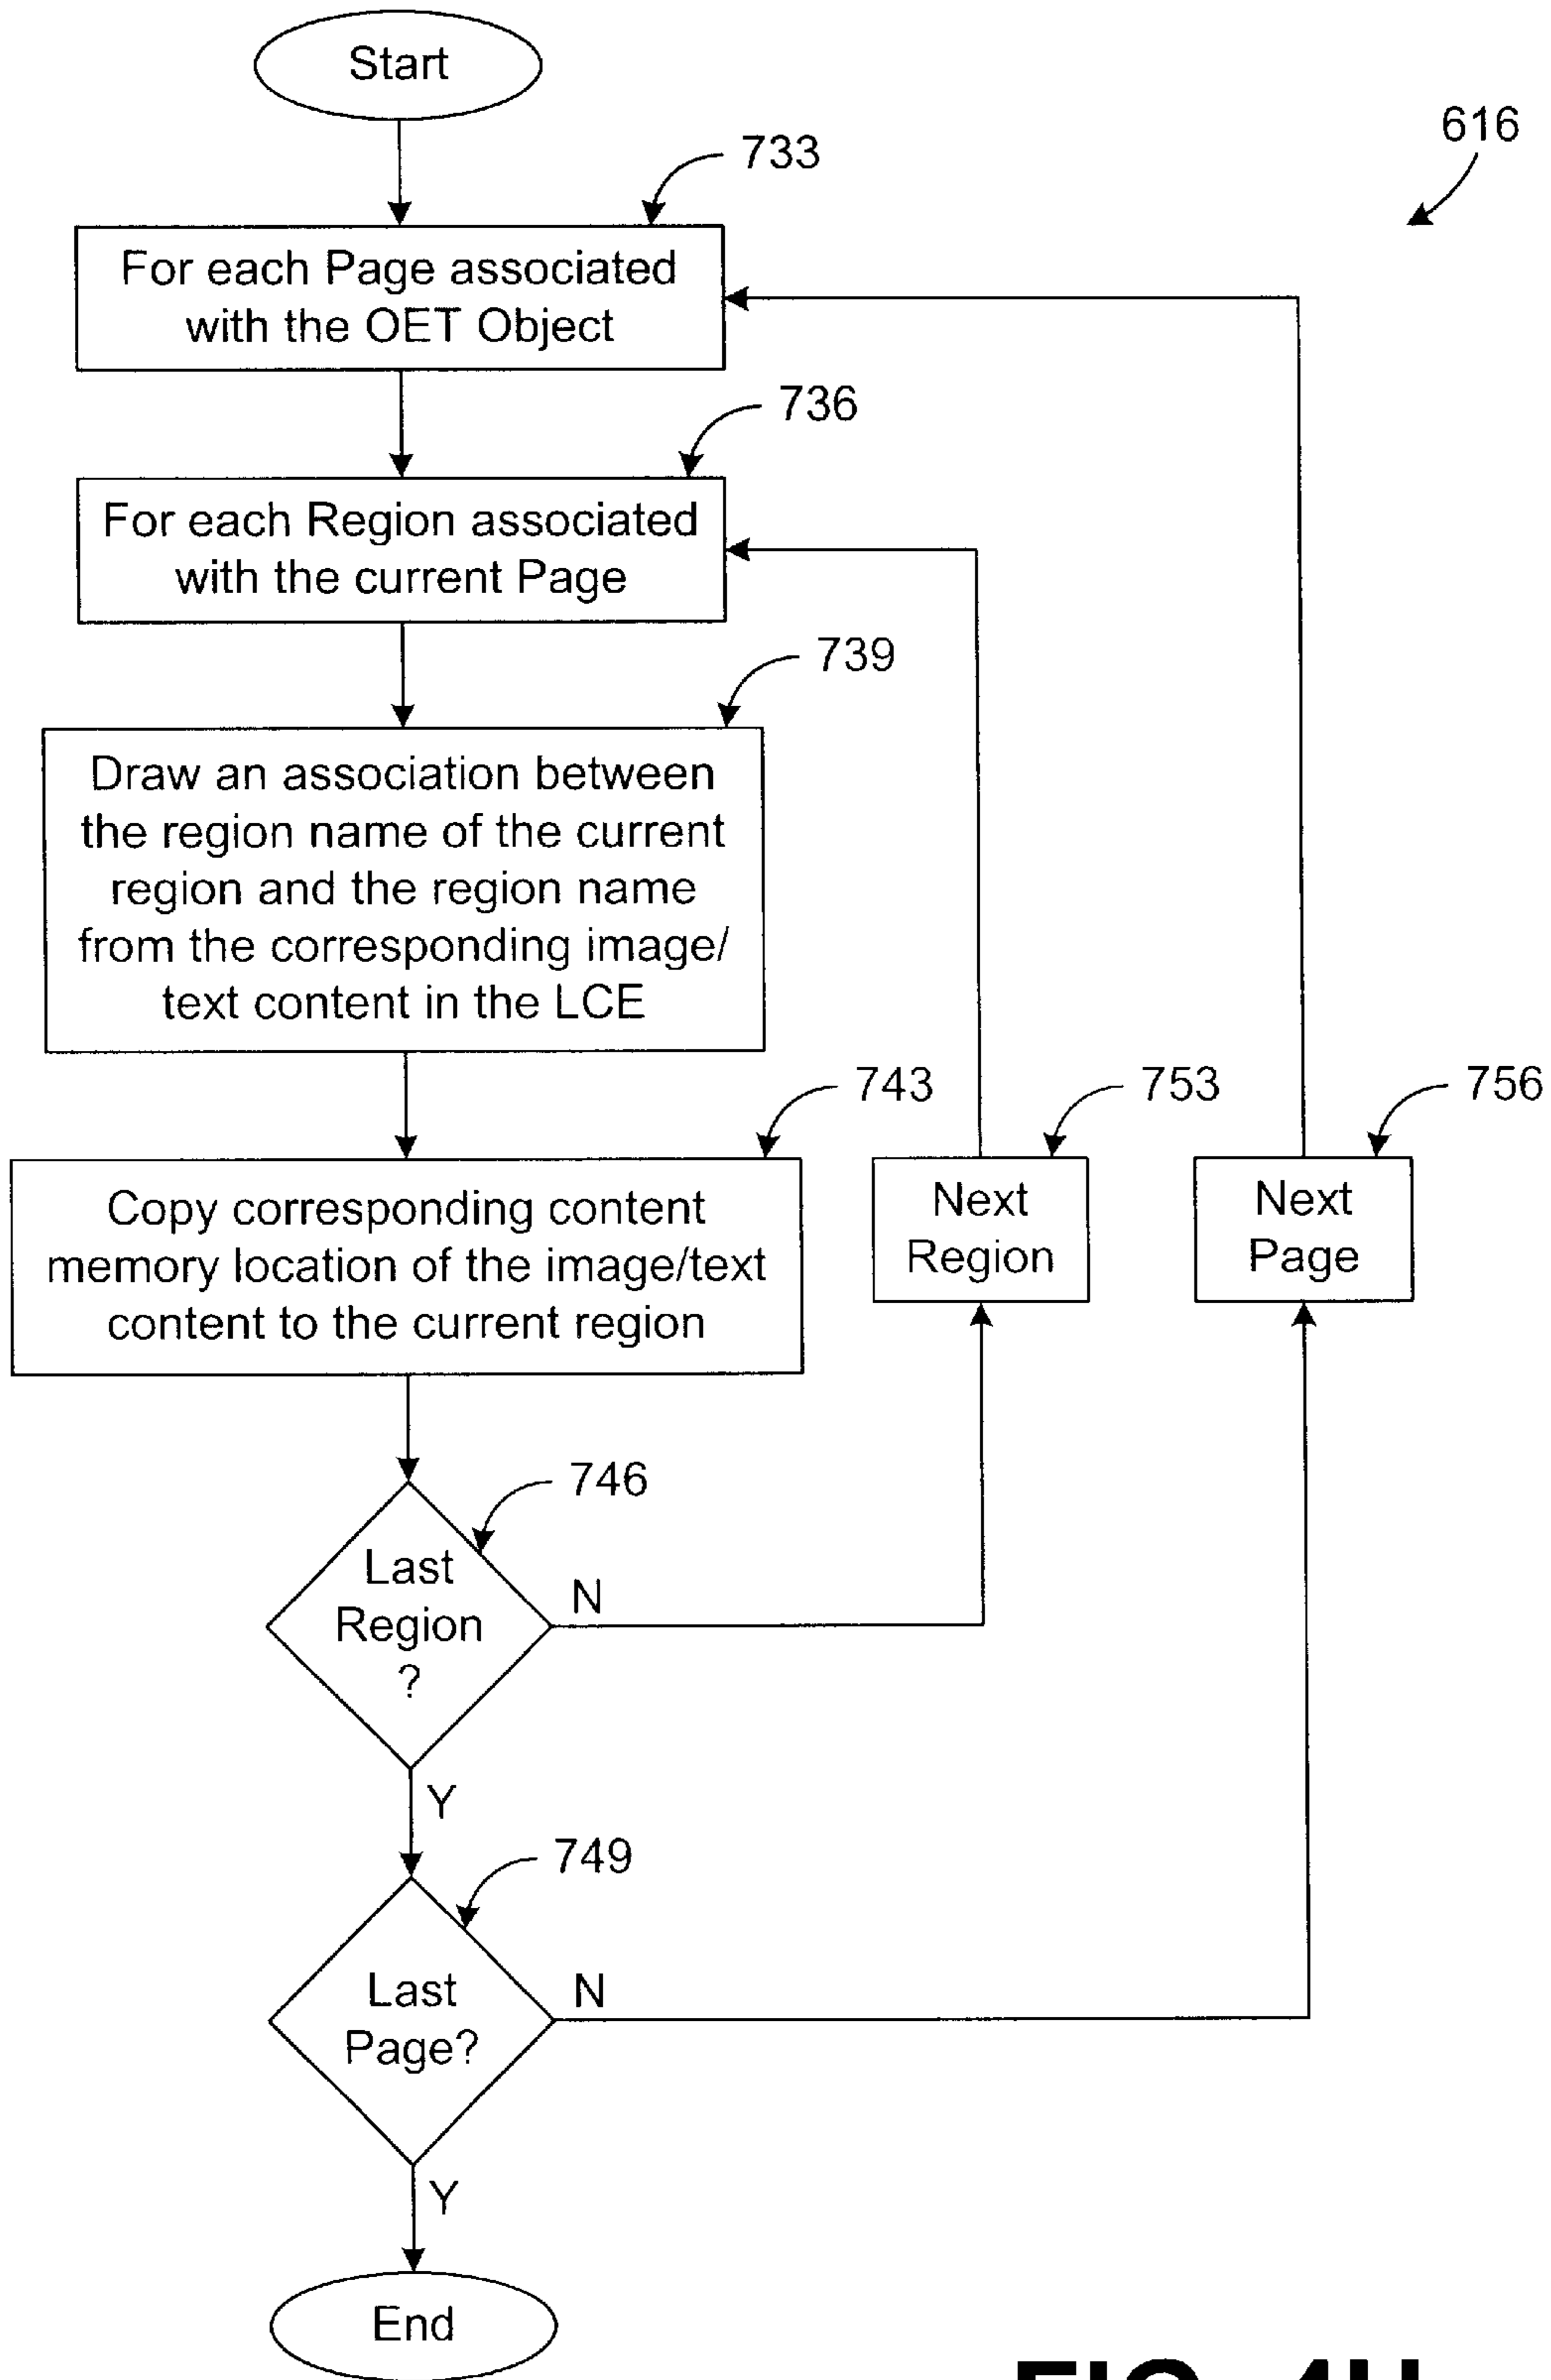 Start
616
733
For each Page associated
with the OET Object
736
For each Region associated
with the current Page
739
Draw an association between
the region name of the current
region and the region name
from the corresponding image/
text content in the LCE
743
753
756
Copy corresponding content
memory location of the image/text
content to the current region
Next
Region
Next
Page
746
Last
Region
?
N
Y
749
Last
Page?
N
Y
End